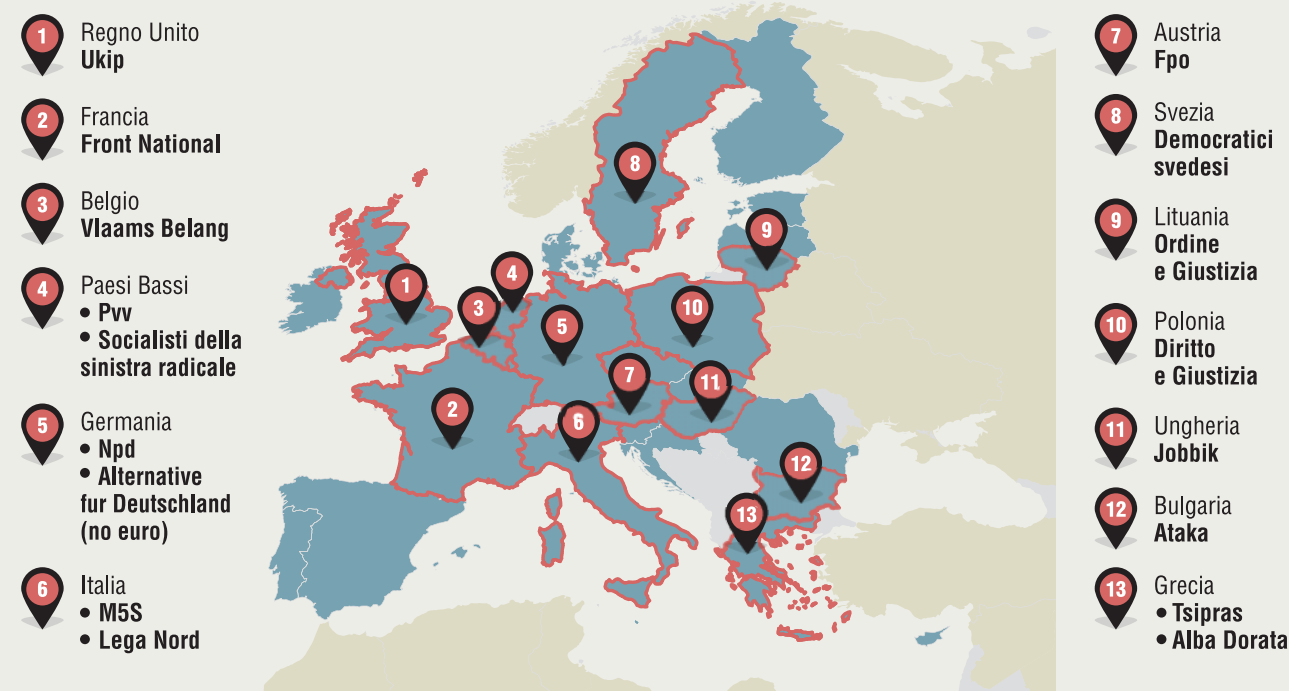 1 Regno Unito
Ukip
2 Francia
Front National
3 Belgio
Vlaams Belang
4 Paesi Bassi
• Pvv
• Socialisti della
sinistra radicale
5 Germania
• Npd
• Alternative
fur Deutschland
(no euro)
6 Italia
• M5S
• Lega Nord
8
9
4
1
3
10
5
7
11
2
6
12
13
7 Austria
Fpo
8 Svezia
Democratici
svedesi
9 Lituania
Ordine
e Giustizia
10 Polonia
Diritto
e Giustizia
11 Ungheria
Jobbik
12 Bulgaria
Ataka
13 Grecia
• Tsipras
• Alba Dorata